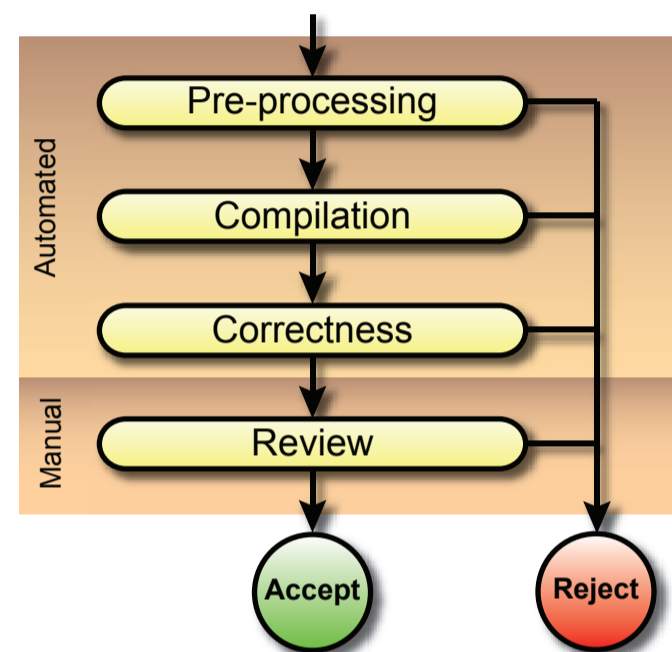 Automated
Pre-processing
Compilation
Correctness
Manual
Review
Accept
Reject